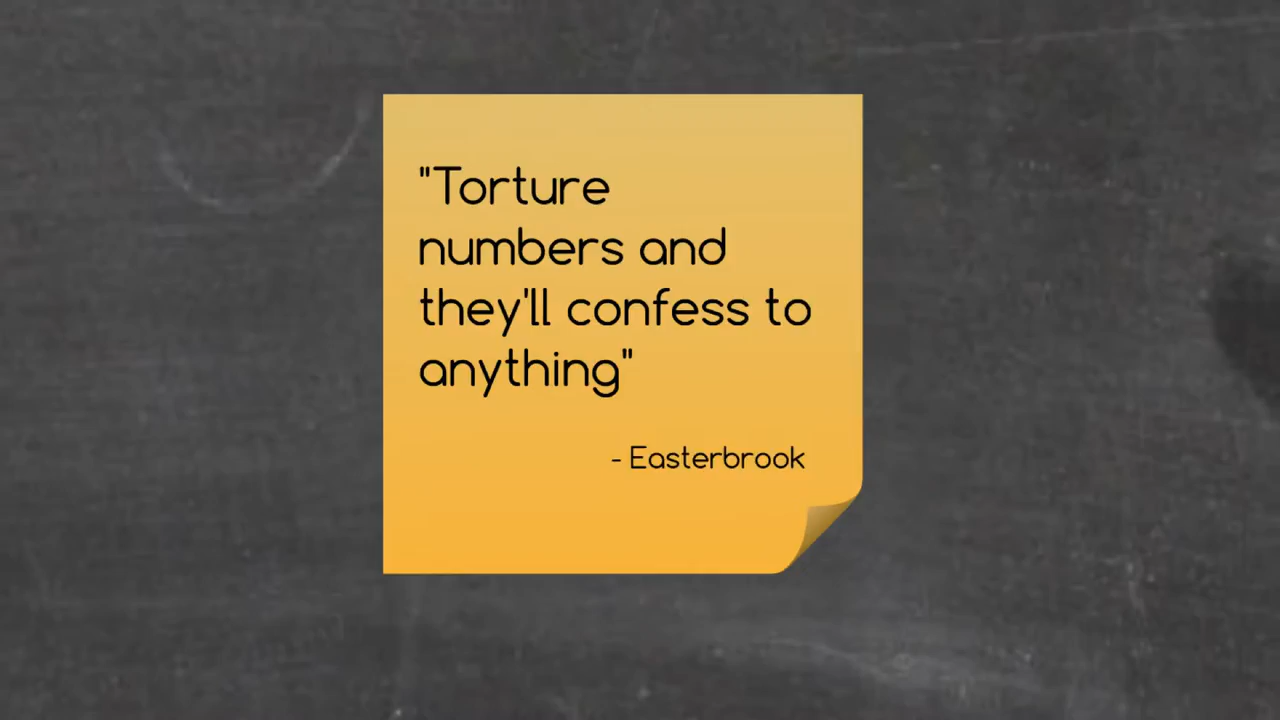 "Torture
numbers and
they'll confess to
anything"
- Easterbrook